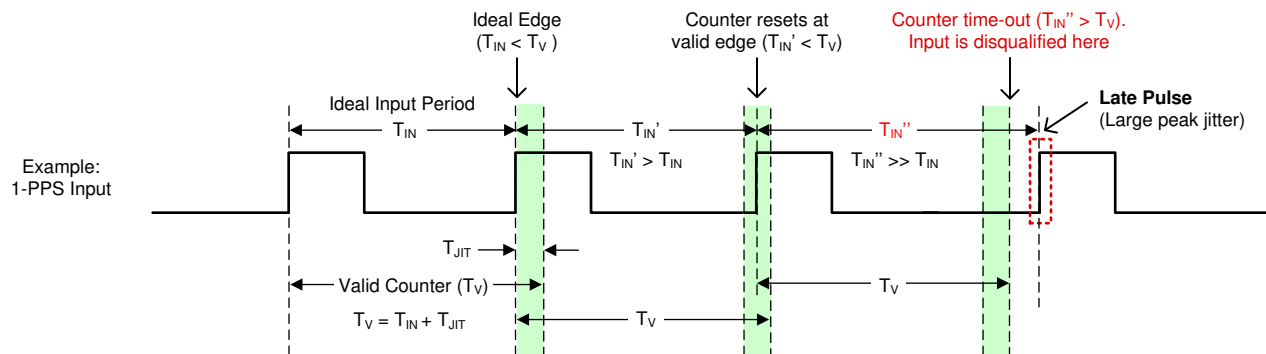 Ideal Edge
(T_IN < T_V )
Counter resets at
valid edge (T_IN' < T_V)
Counter time-out (T_IN'' > T_V).
Input is disqualified here
Ideal Input Period
T_IN
T_IN'
T_IN''
Late Pulse
(Large peak jitter)
Example:
1-PPS Input
T_IN' > T_IN
T_IN'' >> T_IN
T_JIT
Valid Counter (T_V)
T_V
T_V = T_IN + T_JIT
T_V